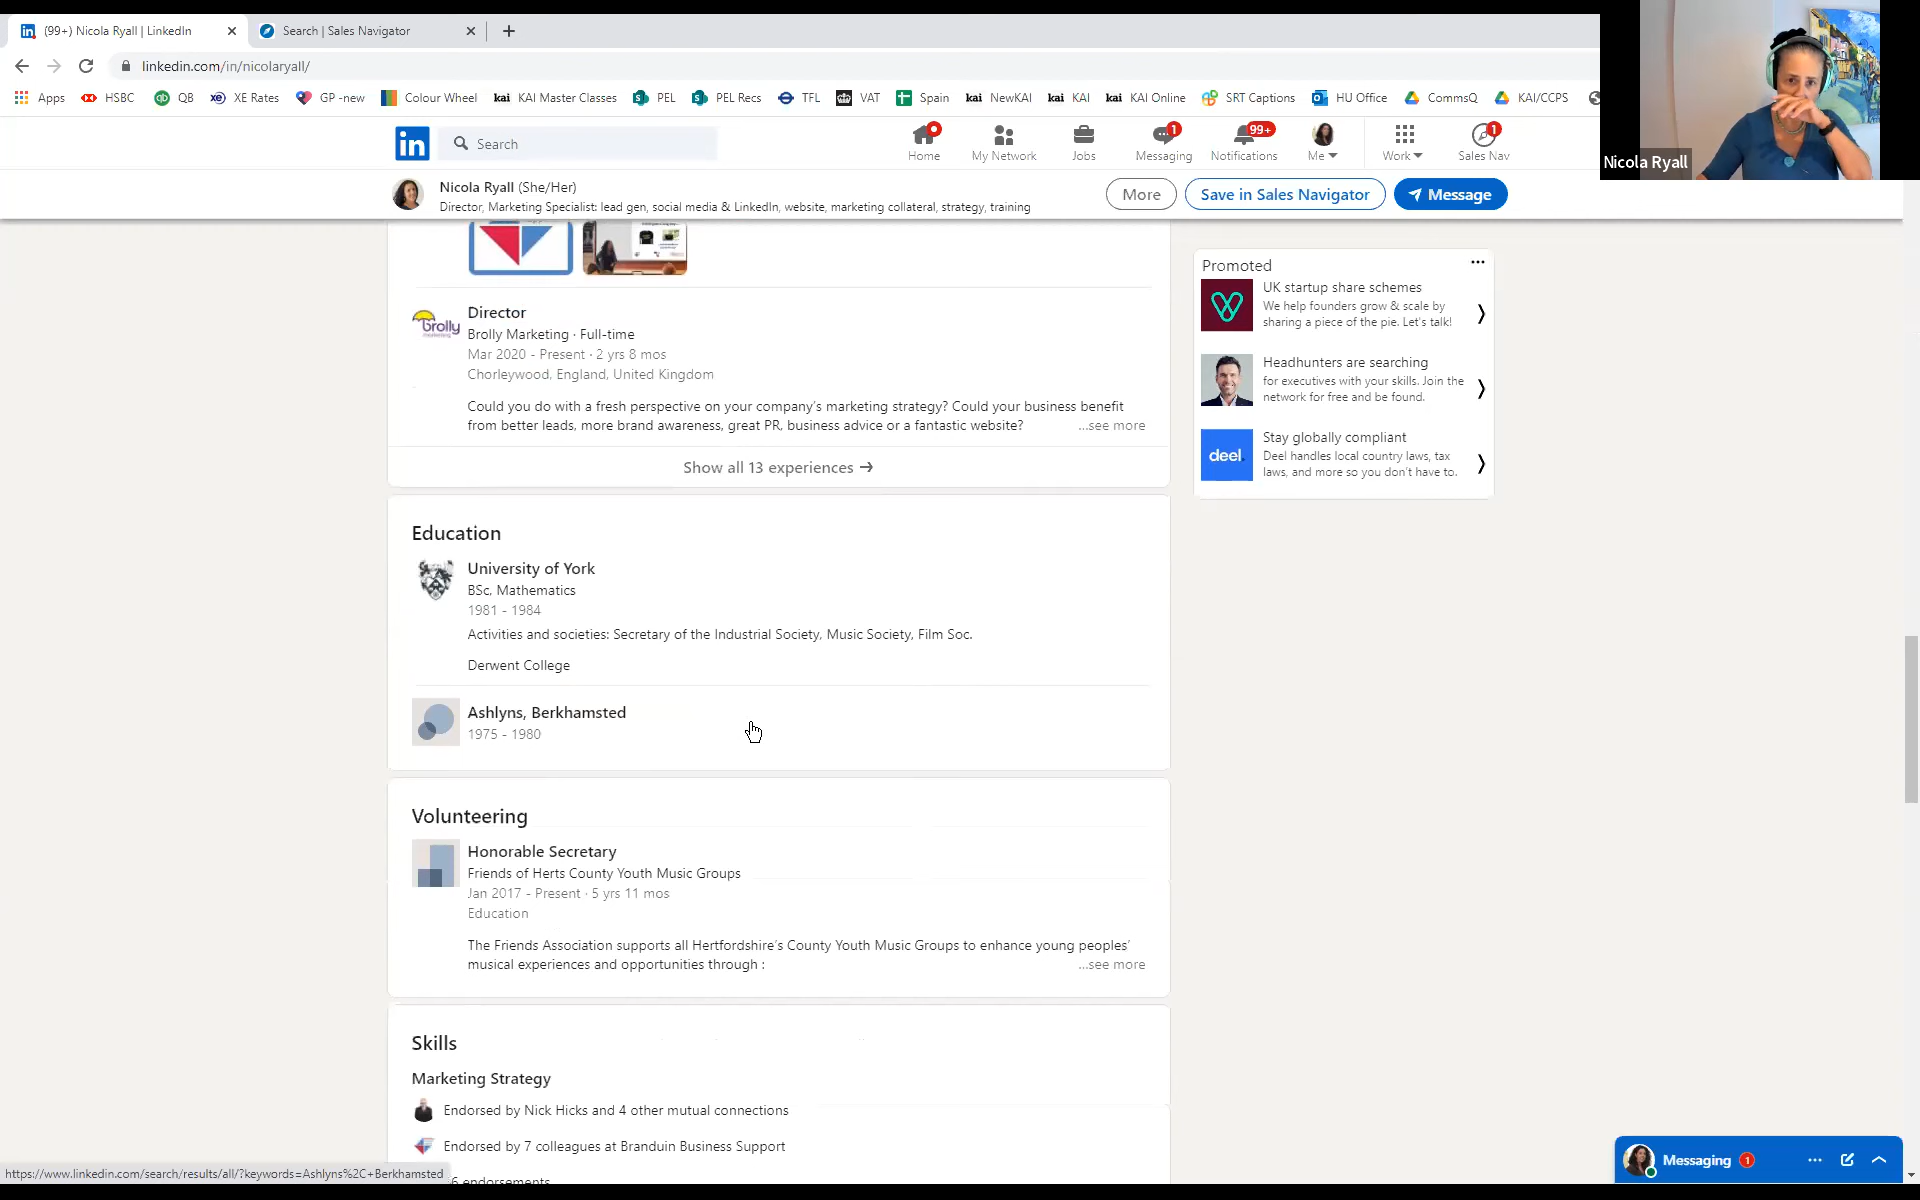 (99+) Nicola Ryall | LinkedIn
Search | Sales Navigator
linkedin.com/in/nicolaryall/
Apps HSBC QB XE Rates GP -new Colour Wheel kai KAI Master Classes PEL PEL Recs TFL VAT Spain kai NewKAI kai KAI kai KAI Online SRT Captions HU Office CommsQ KAI/CCPS
Nicola Ryall
in Search
Home
My Network
Jobs
1
Messaging
99+
Notifications
Me
Work
1
Sales Nav
Nicola Ryall (She/Her)
Director, Marketing Specialist: lead gen, social media & LinkedIn, website, marketing collateral, strategy, training
More
Save in Sales Navigator
Message
brolly
Director
Brolly Marketing · Full-time
Mar 2020 - Present · 2 yrs 8 mos
Chorleywood, England, United Kingdom
Could you do with a fresh perspective on your company's marketing strategy? Could your business benefit
from better leads, more brand awareness, great PR, business advice or a fantastic website? ...see more
Show all 13 experiences →
Promoted ...
UK startup share schemes
We help founders grow & scale by
sharing a piece of the pie. Let's talk!
Headhunters are searching
for executives with your skills. Join the
network for free and be found.
deel.
Stay globally compliant
Deel handles local country laws, tax
laws, and more so you don't have to.
Education
University of York
BSc, Mathematics
1981 - 1984
Activities and societies: Secretary of the Industrial Society, Music Society, Film Soc.
Derwent College
Ashlyns, Berkhamsted
1975 - 1980
Volunteering
Honorable Secretary
Friends of Herts County Youth Music Groups
Jan 2017 - Present · 5 yrs 11 mos
Education
The Friends Association supports all Hertfordshire's County Youth Music Groups to enhance young peoples'
musical experiences and opportunities through : ...see more
Skills
Marketing Strategy
Endorsed by Nick Hicks and 4 other mutual connections
Endorsed by 7 colleagues at Branduin Business Support
6 endorsements
Messaging 1 ...
https://www.linkedin.com/search/results/all/?keywords=Ashlyns%2C+Berkhamsted